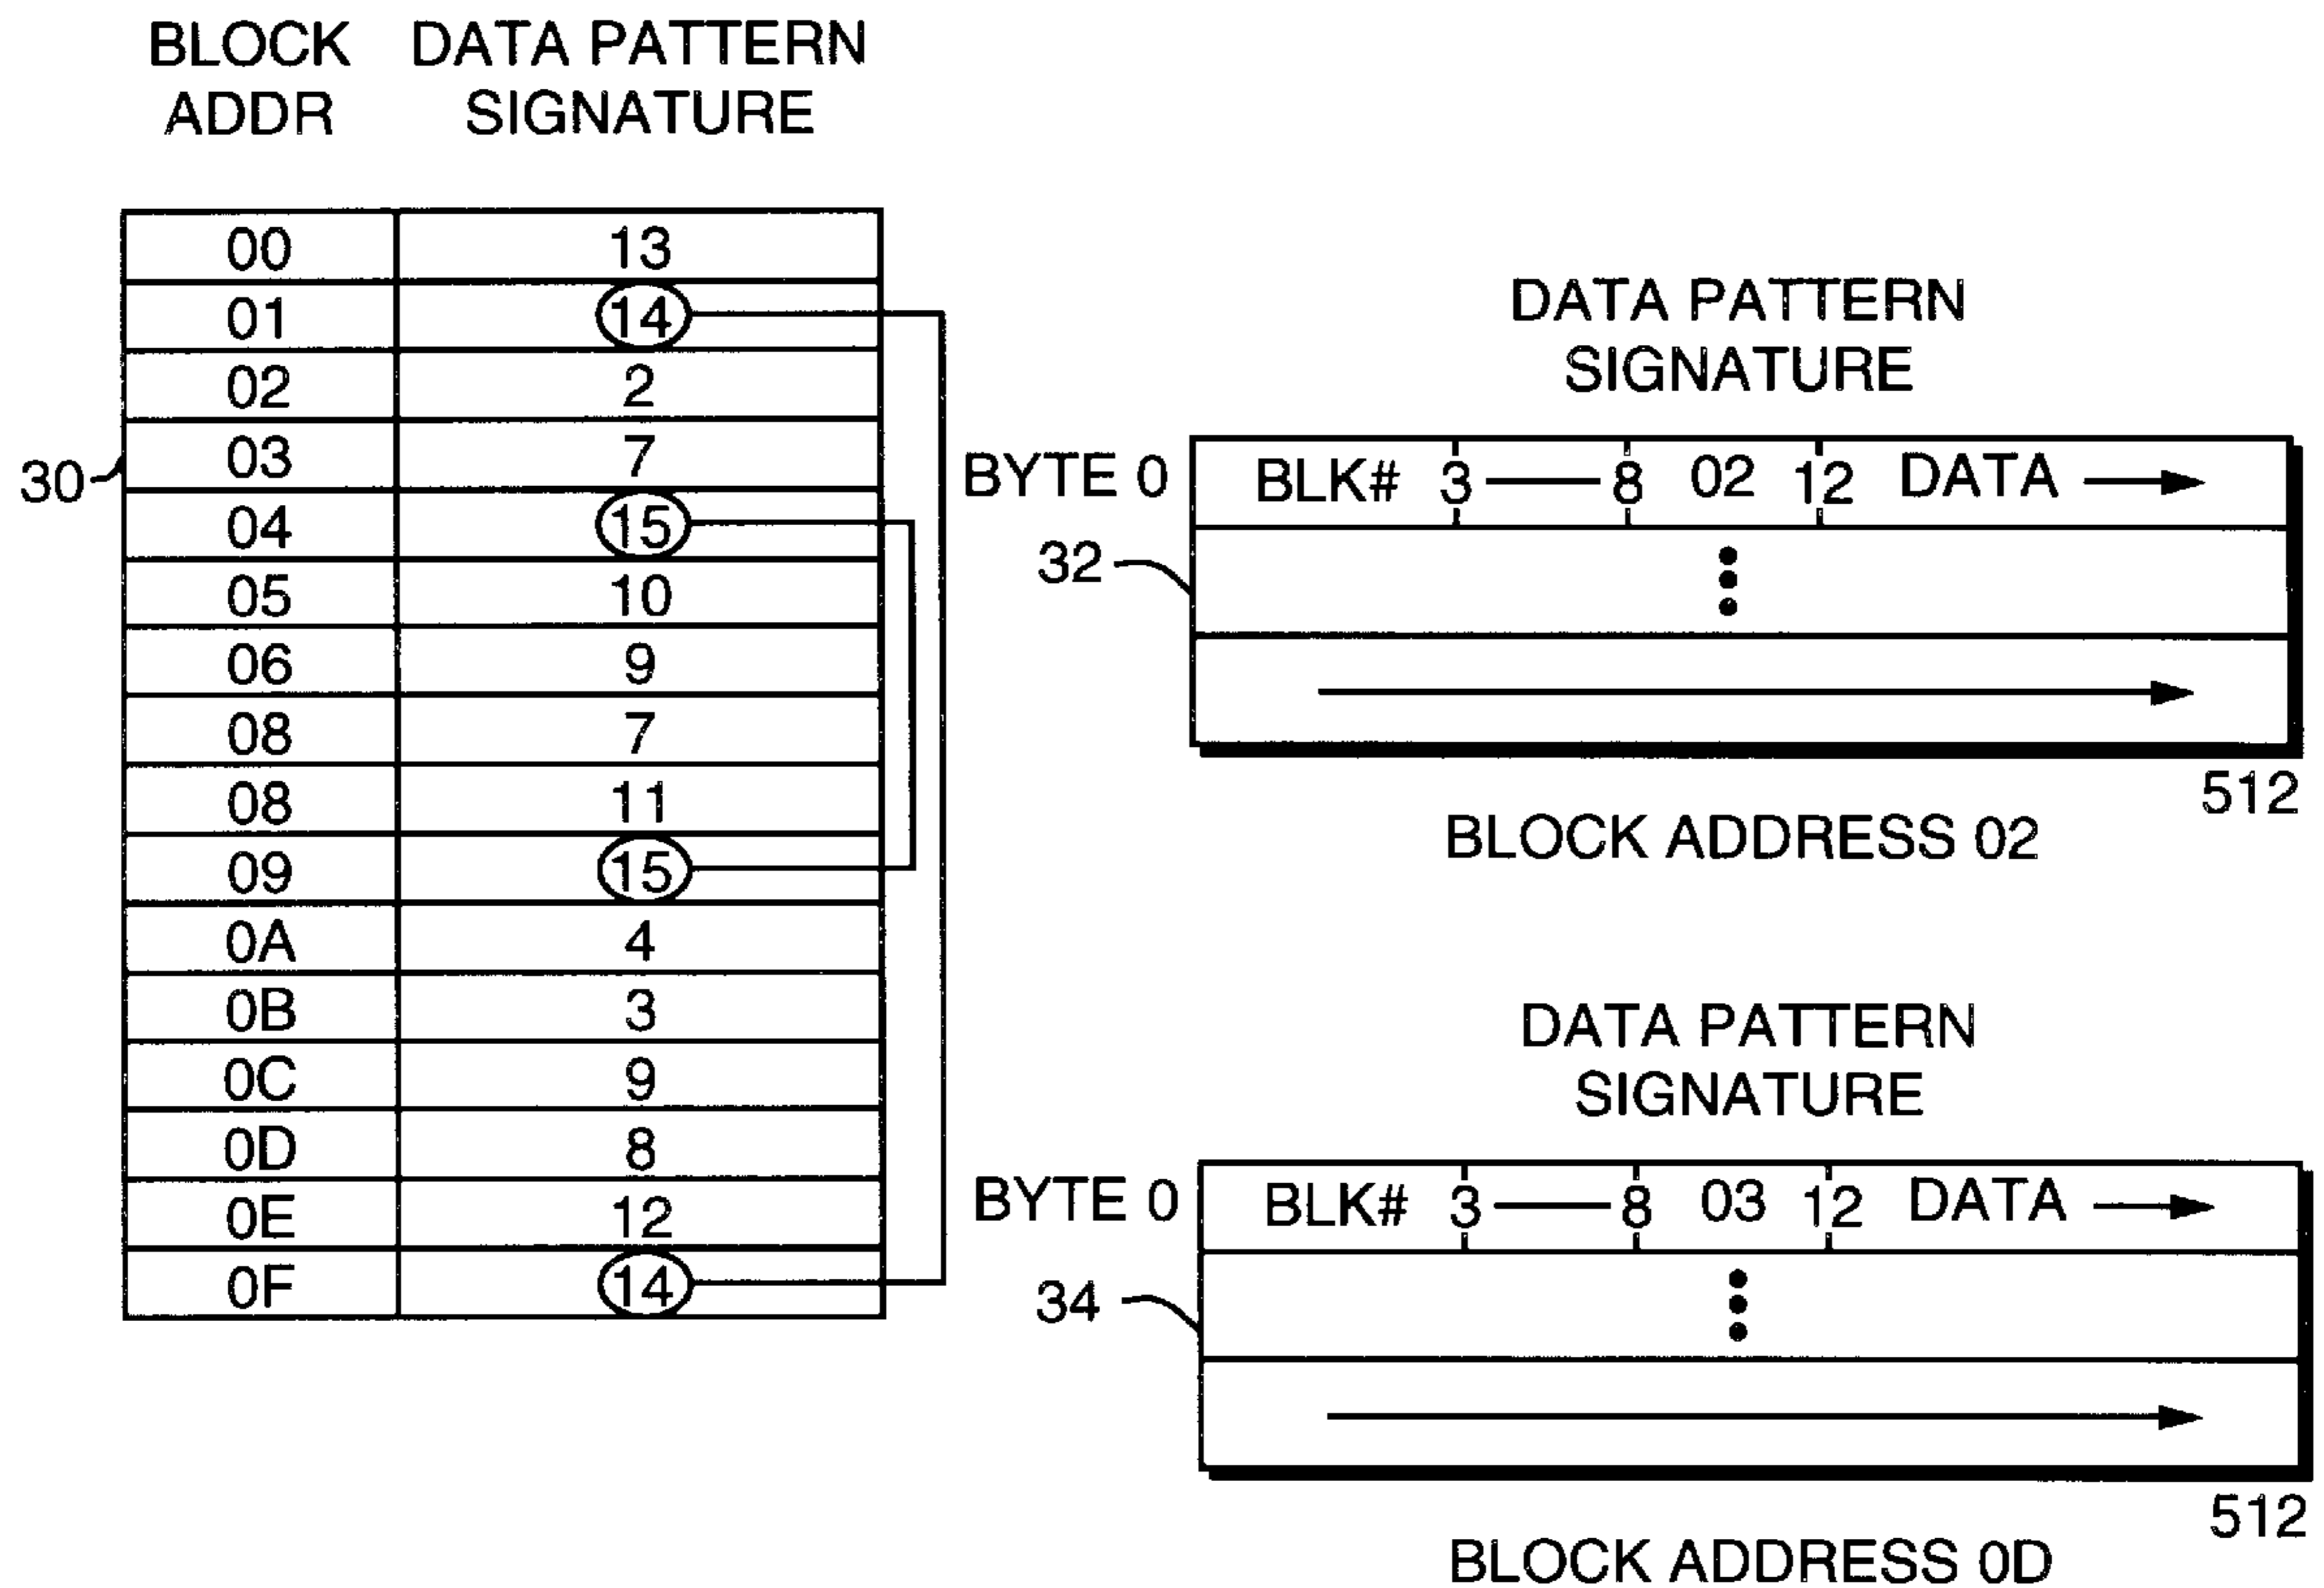 BLOCK ADDR DATA PATTERN SIGNATURE
00 13
01 14
02 2
03 7
30
04 15
05 10
06 9
08 7
08 11
09 15
0A 4
0B 3
0C 9
0D 8
0E 12
0F 14
DATA PATTERN
SIGNATURE
BYTE 0 BLK# 3 8 02 12 DATA
32
512
BLOCK ADDRESS 02
DATA PATTERN
SIGNATURE
BYTE 0 BLK# 3 8 03 12 DATA
34
512
BLOCK ADDRESS 0D